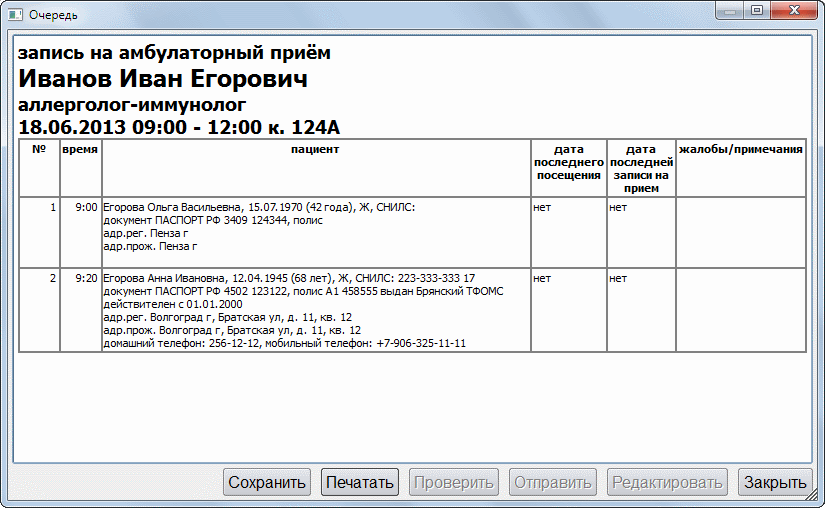 Очередь
запись на амбулаторный приём
Иванов Иван Егорович
аллерголог-иммунолог
18.06.2013 09:00 - 12:00 к. 124А
№ время пациент дата последнего посещения дата последней записи на прием жалобы/примечания
1 9:00 Егорова Ольга Васильевна, 15.07.1970 (42 года), Ж, СНИЛС: нет нет
документ ПАСПОРТ РФ 3409 124344, полис
адр.рег. Пенза г
адр.прож. Пенза г
2 9:20 Егорова Анна Ивановна, 12.04.1945 (68 лет), Ж, СНИЛС: 223-333-333 17 нет нет
документ ПАСПОРТ РФ 4502 123122, полис А1 458555 выдан Брянский ТФОМС
действителен с 01.01.2000
адр.рег. Волгоград г, Братская ул, д. 11, кв. 12
адр.прож. Волгоград г, Братская ул, д. 11, кв. 12
домашний телефон: 256-12-12, мобильный телефон: +7-906-325-11-11
Сохранить Печатать Проверить Отправить Редактировать Закрыть